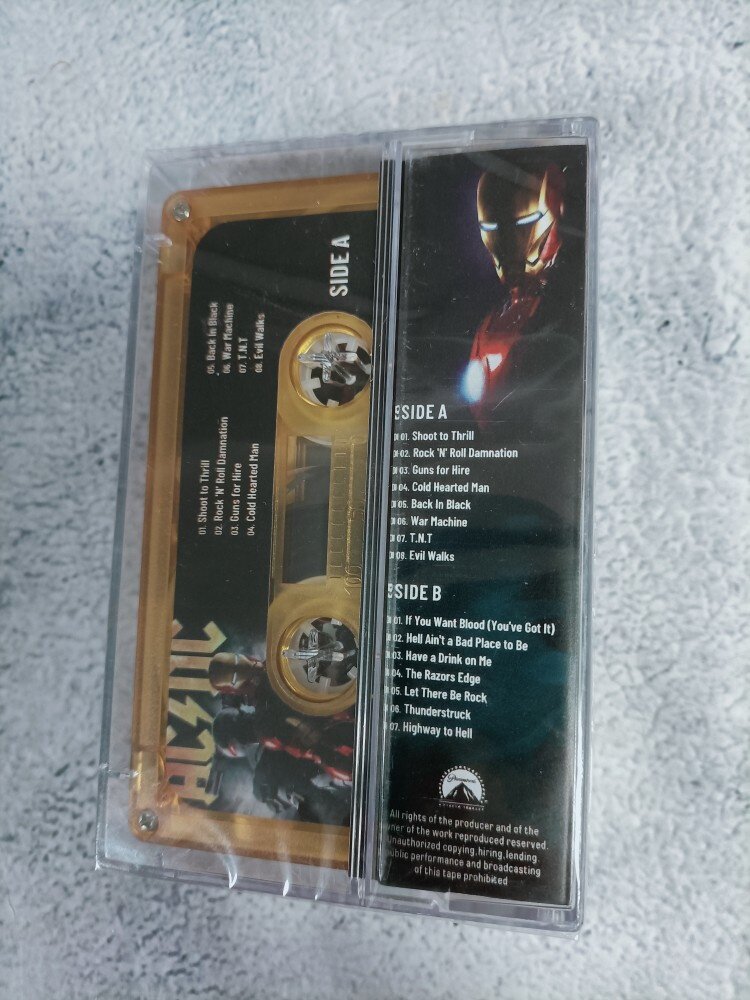 SIDE A
01. Shoot to Thrill
02. Rock 'N' Roll Damnation
03. Guns for Hire
04. Cold Hearted Man
05. Back In Black
06. War Machine
07. T.N.T
08. Evil Walks
AC DC
100
SIDE A
01. Shoot to Thrill
02. Rock 'N' Roll Damnation
03. Guns for Hire
04. Cold Hearted Man
05. Back In Black
06. War Machine
07. T.N.T
08. Evil Walks
SIDE B
01. If You Want Blood (You've Got It)
02. Hell Ain't a Bad Place to Be
03. Have a Drink on Me
04. The Razors Edge
05. Let There Be Rock
06. Thunderstruck
07. Highway to Hell
Paramount
All rights of the producer and of the
owner of the work reproduced reserved.
Unauthorized copying, hiring, lending.
public performance and broadcasting
of this tape prohibited